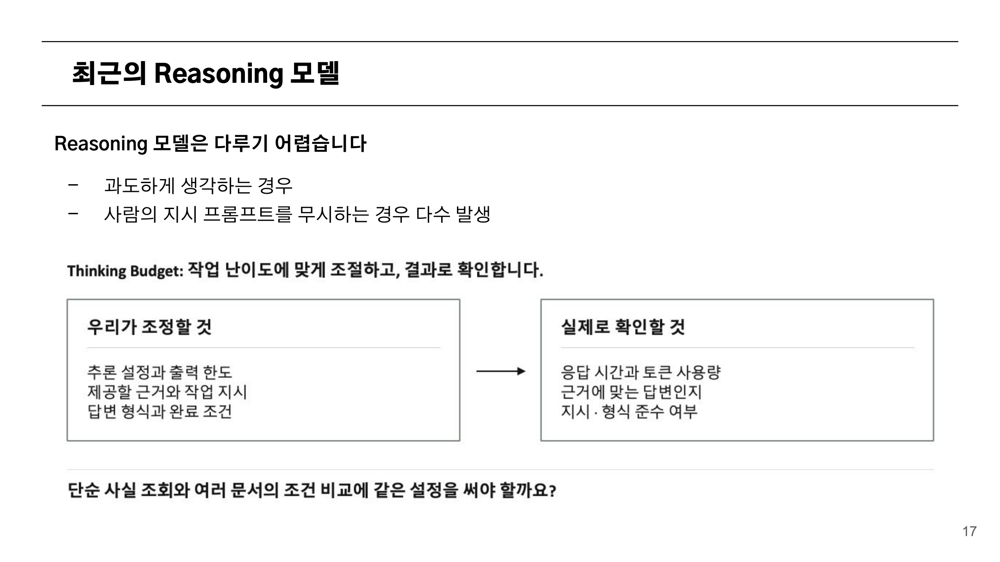 최근의 Reasoning 모델
Reasoning 모델은 다루기 어렵습니다
- 과도하게 생각하는 경우
- 사람의 지시 프롬프트를 무시하는 경우 다수 발생
Thinking Budget: 작업 난이도에 맞게 조절하고, 결과로 확인합니다.
우리가 조정할 것
추론 설정과 출력 한도
제공할 근거와 작업 지시
답변 형식과 완료 조건
실제로 확인할 것
응답 시간과 토큰 사용량
근거에 맞는 답변인지
지시 · 형식 준수 여부
단순 사실 조회와 여러 문서의 조건 비교에 같은 설정을 써야 할까요?
17